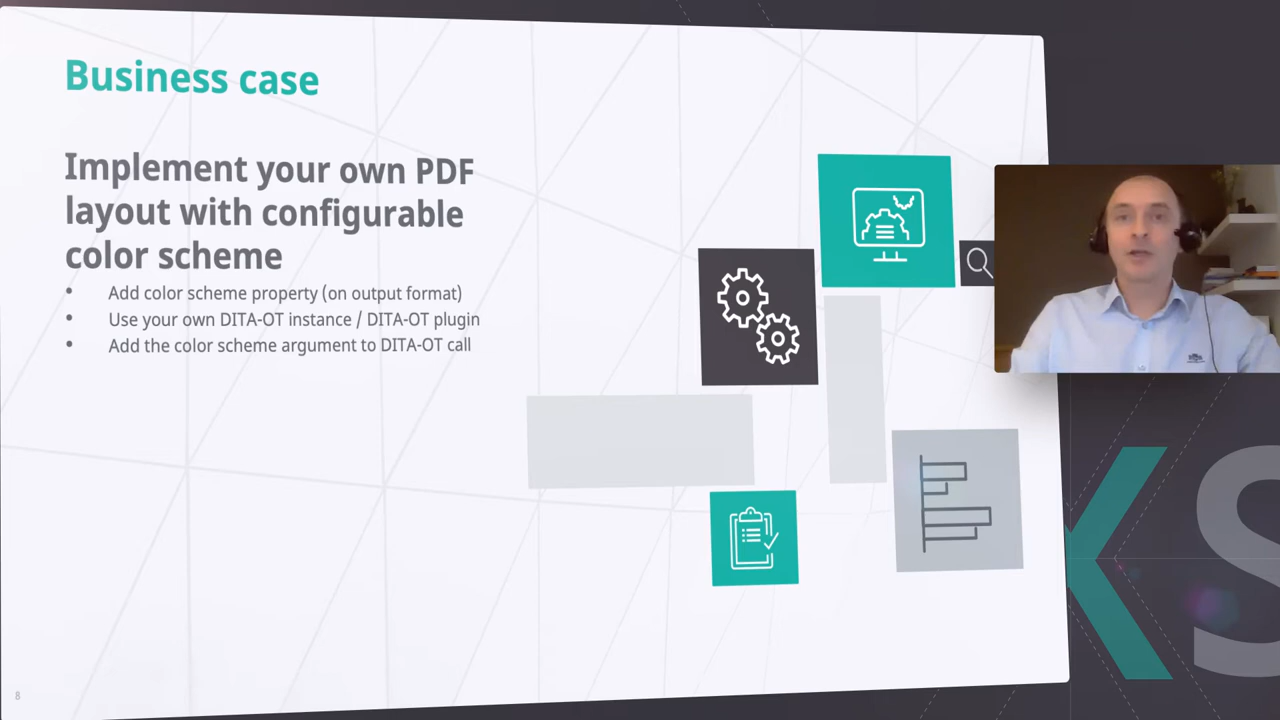 Business case
Implement your own PDF
layout with configurable
color scheme
• Add color scheme property (on output format)
• Use your own DITA-OT instance / DITA-OT plugin
• Add the color scheme argument to DITA-OT call
8
KS